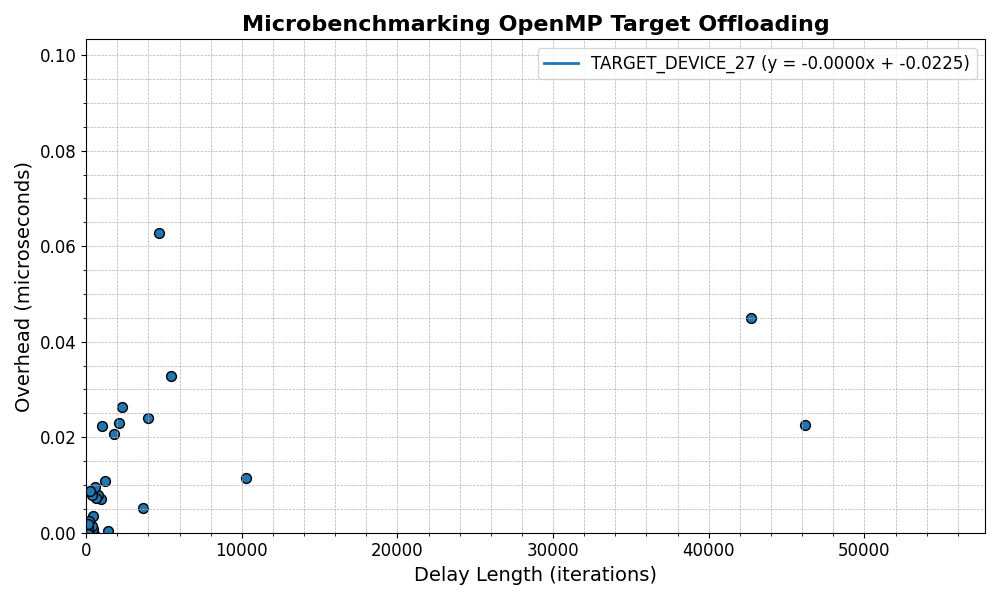 Microbenchmarking OpenMP Target Offloading
TARGET_DEVICE_27 (y = -0.0000x + -0.0225)
Overhead (microseconds)
0.10
0.08
0.06
0.04
0.02
0.00
0 10000 20000 30000 40000 50000
Delay Length (iterations)